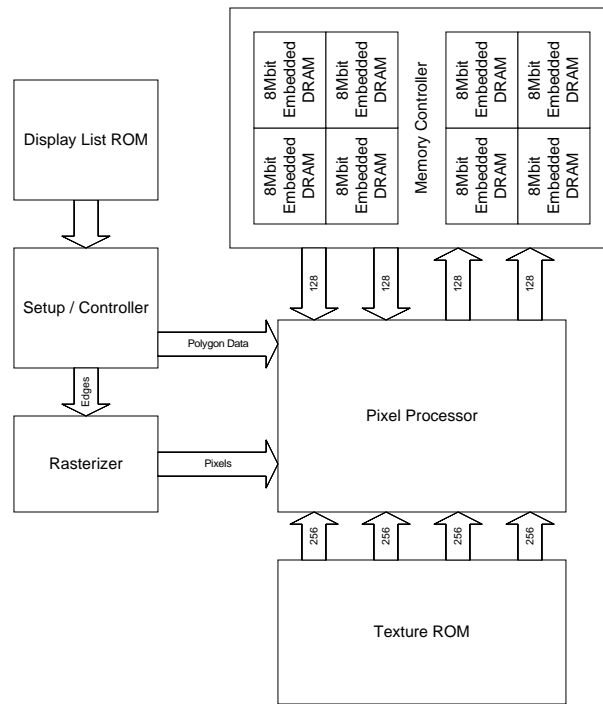 8Mbit
Embedded
DRAM
8Mbit
Embedded
DRAM
8Mbit
Embedded
DRAM
8Mbit
Embedded
DRAM
Memory Controller
8Mbit
Embedded
DRAM
8Mbit
Embedded
DRAM
8Mbit
Embedded
DRAM
8Mbit
Embedded
DRAM
Display List ROM
128
128
128
128
Setup / Controller
Polygon Data
Edges
Pixel Processor
Rasterizer
Pixels
256
256
256
256
Texture ROM